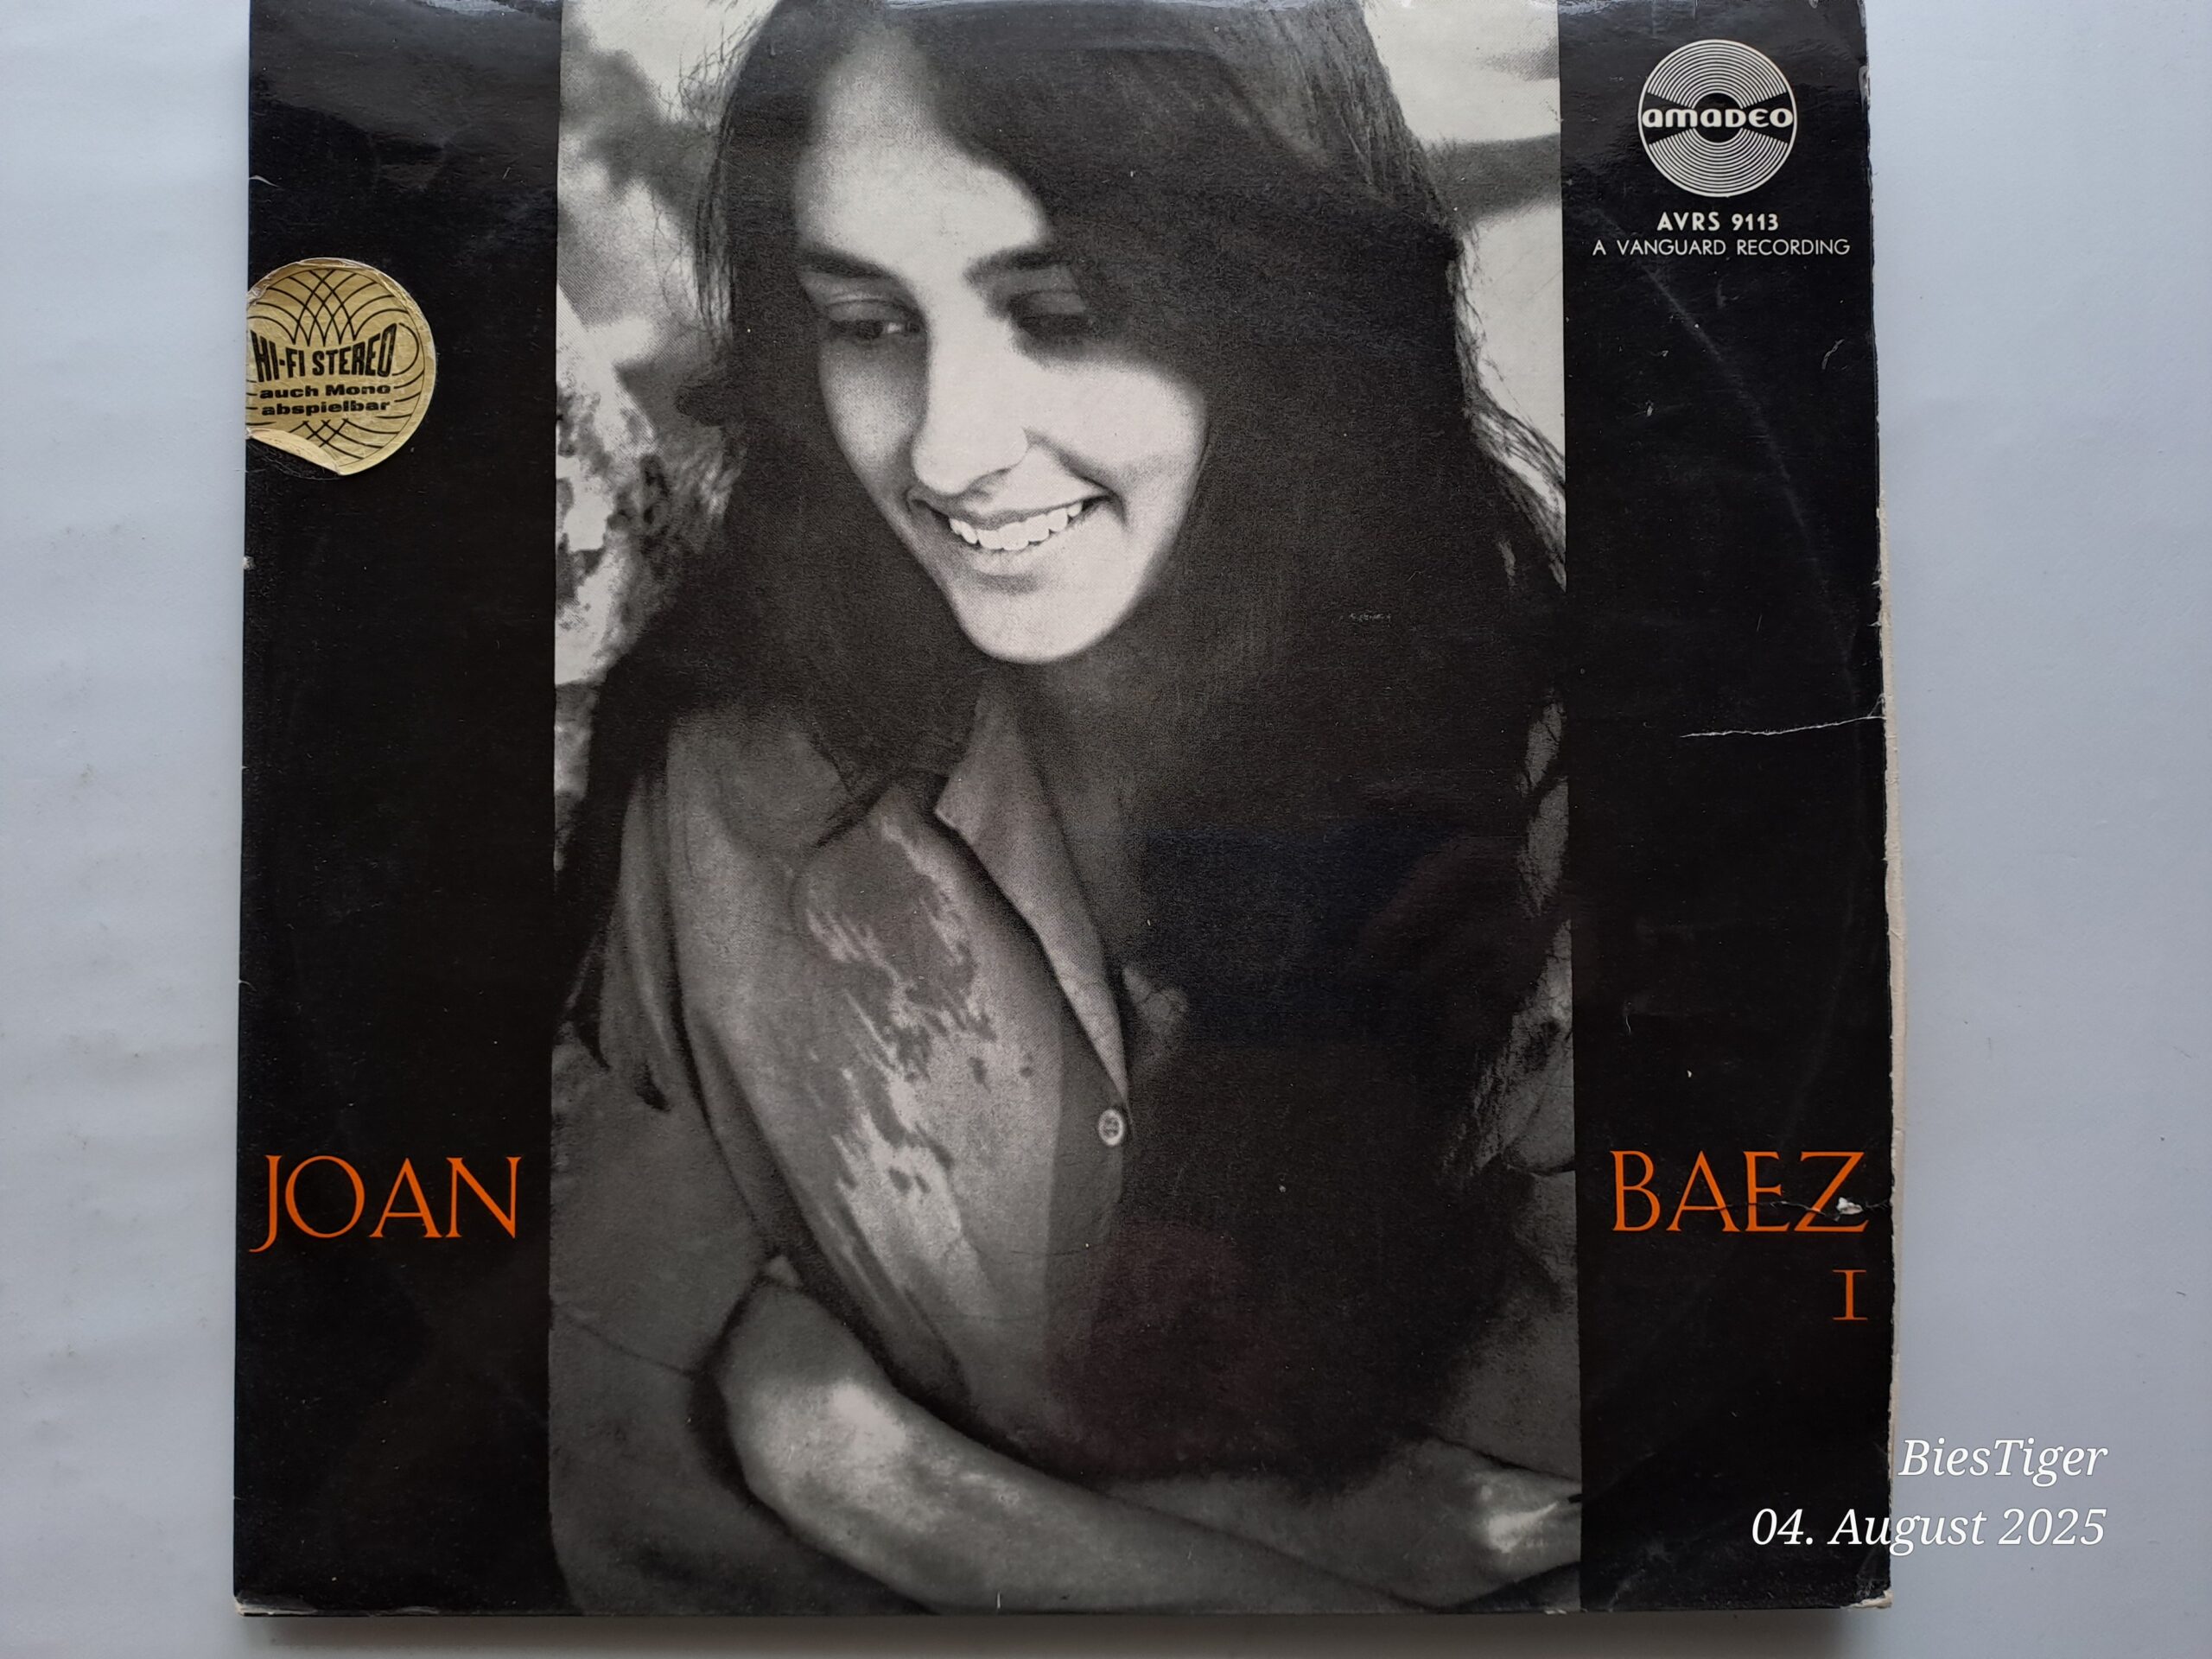 amadeo
AVRS 9113
A VANGUARD RECORDING
HI-FI STEREO
auch Mono
abspielbar
JOAN
BAEZ
I
BiesTiger
04. August 2025